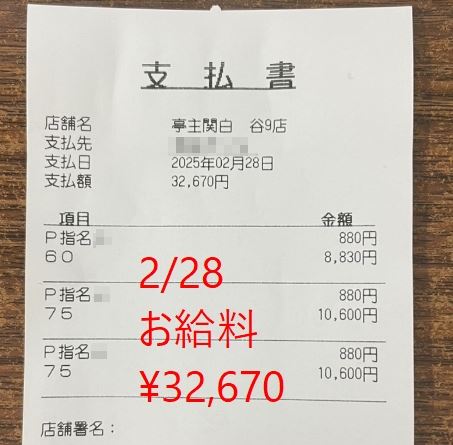 支払書
店舗名 亭主関白 谷9店
支払先
支払日 2025年02月28日
支払額 32,670円
項目 金額
P指名 880円
60 8,830円
P指名 880円
75 10,600円
P指名 880円
75 10,600円
2/28
お給料
¥32,670
店舗署名：